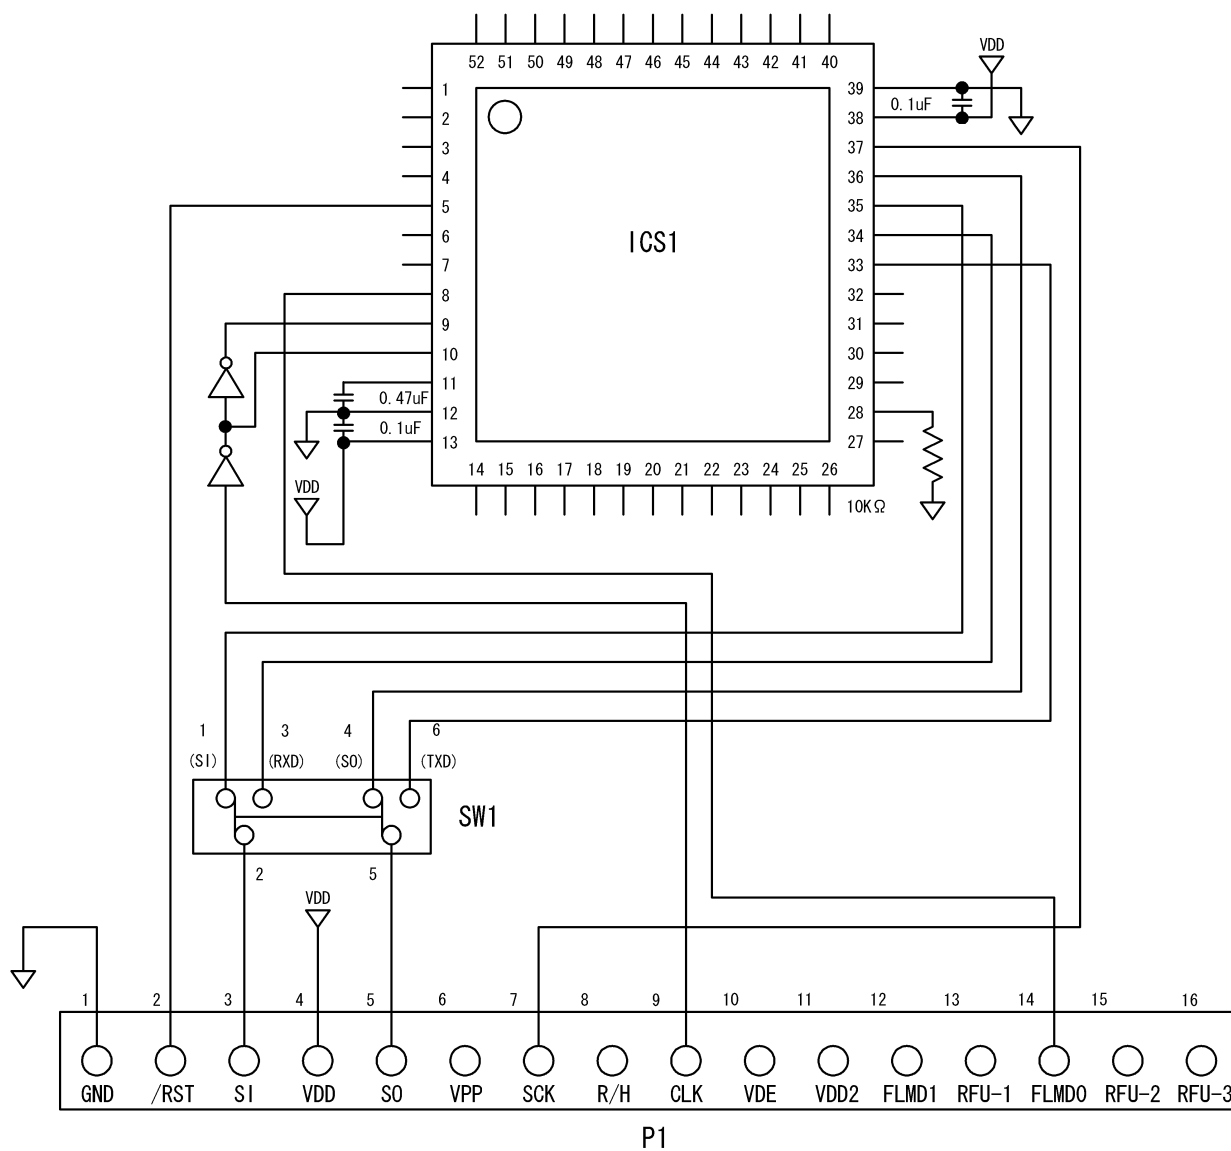 52 51 50 49 48 47 46 45 44 43 42 41 40
VDD
1 39
0.1uF
2 38
3 37
4 36
5 35
6 34
ICS1
7 33
8 32
9 31
10 30
11 29
0.47uF
12 28
0.1uF
13 27
14 15 16 17 18 19 20 21 22 23 24 25 26
VDD
10KΩ
1 3 4 6
(SI) (RXD) (SO) (TXD)
SW1
2 5
VDD
1 2 3 4 5 6 7 8 9 10 11 12 13 14 15 16
GND /RST SI VDD SO VPP SCK R/H CLK VDE VDD2 FLMD1 RFU-1 FLMD0 RFU-2 RFU-3
P1